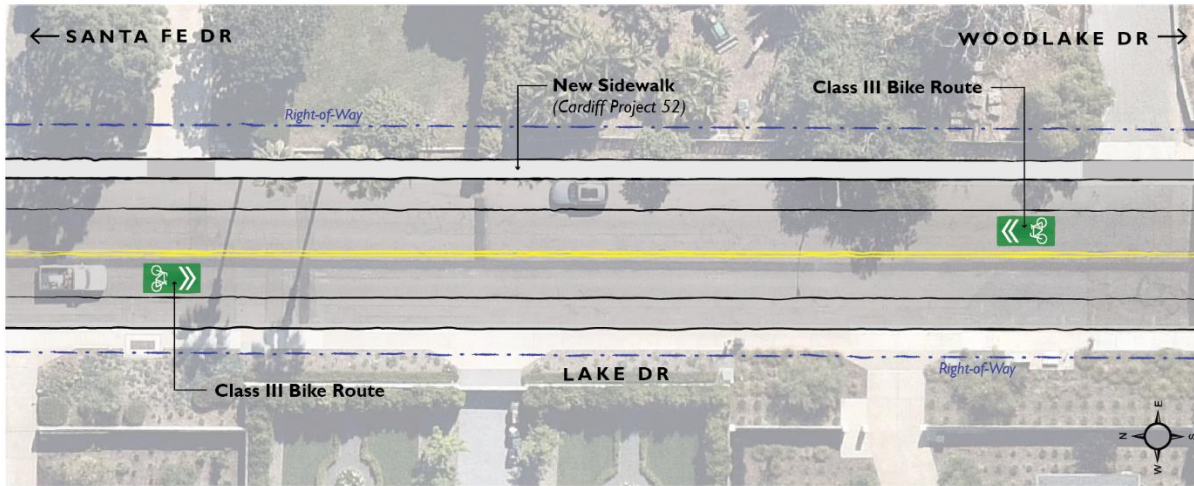 ← SANTA FE DR
WOODLAKE DR →
New Sidewalk
(Cardiff Project 52)
Class III Bike Route
Right-of-Way
Class III Bike Route
LAKE DR
Right-of-Way
E
N
S
W